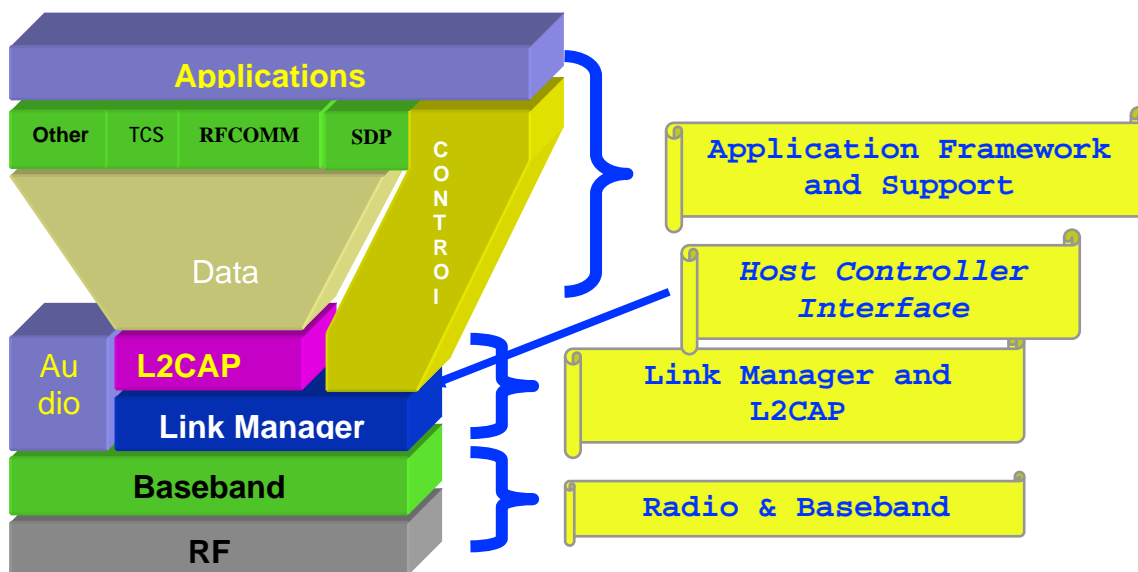 Applications
Other TCS RFCOMM SDP
CONTROL
Data
Au
dio
L2CAP
Link Manager
Baseband
RF
Application Framework
and Support
Host Controller
Interface
Link Manager and
L2CAP
Radio & Baseband